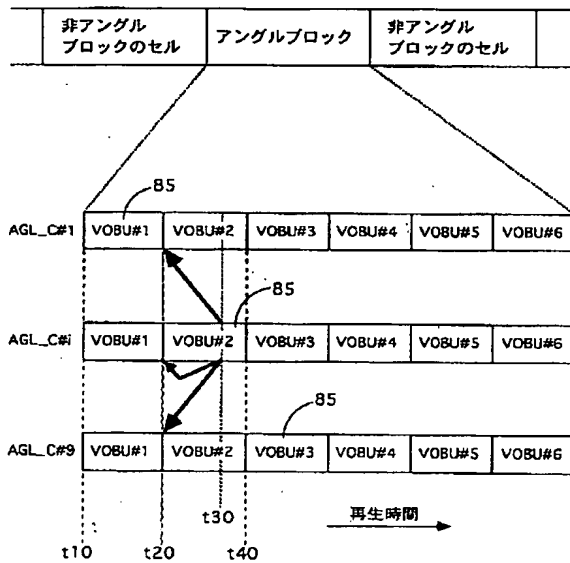 非アングル
ブロックのセル
アングルブロック
非アングル
ブロックのセル
85
AGL_C#1 VOBU#1 VOBU#2 VOBU#3 VOBU#4 VOBU#5 VOBU#6
85
AGL_C#i VOBU#1 VOBU#2 VOBU#3 VOBU#4 VOBU#5 VOBU#6
85
AGL_C#9 VOBU#1 VOBU#2 VOBU#3 VOBU#4 VOBU#5 VOBU#6
t30
再生時間
t10 t20 t40